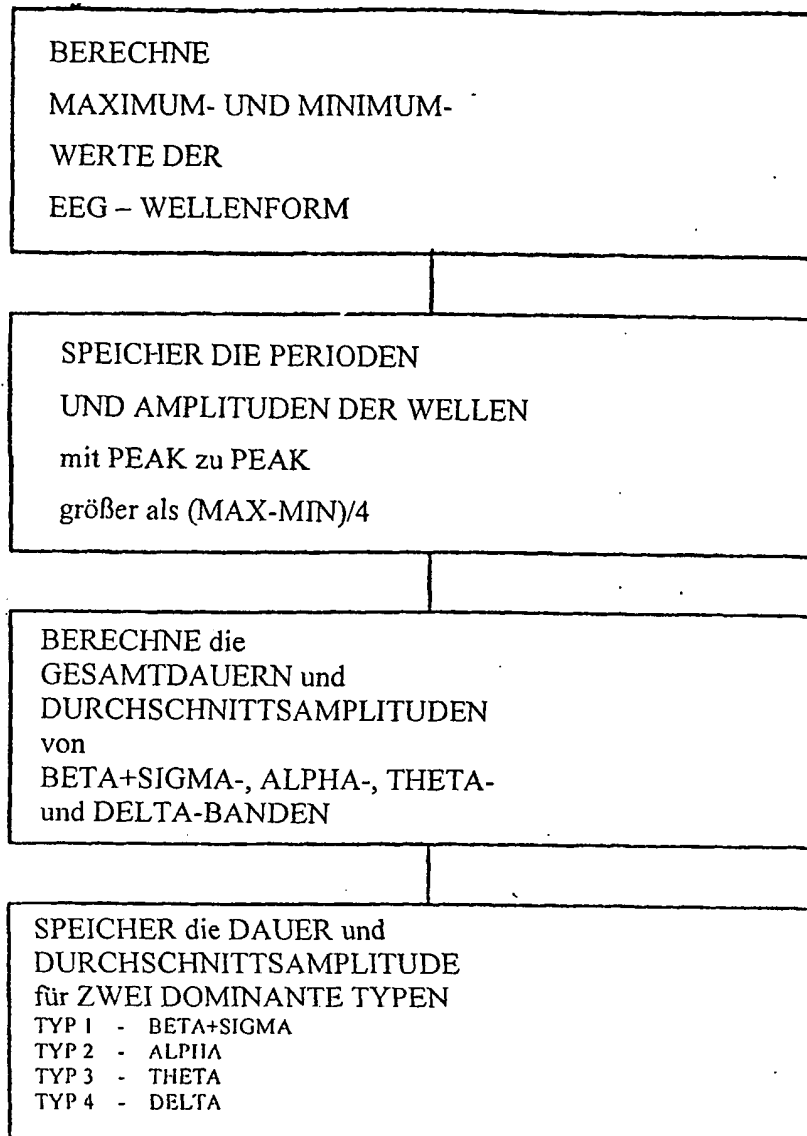 BERECHNE
MAXIMUM- UND MINIMUM-
WERTE DER
EEG – WELLENFORM
SPEICHER DIE PERIODEN
UND AMPLITUDEN DER WELLEN
mit PEAK zu PEAK
größer als (MAX-MIN)/4
BERECHNE die
GESAMTDAUERN und
DURCHSCHNITTSAMPLITUDEN
von
BETA+SIGMA-, ALPHA-, THETA-
und DELTA-BANDEN
SPEICHER die DAUER und
DURCHSCHNITTSAMPLITUDE
für ZWEI DOMINANTE TYPEN
TYP 1 - BETA+SIGMA
TYP 2 - ALPHA
TYP 3 - THETA
TYP 4 - DELTA